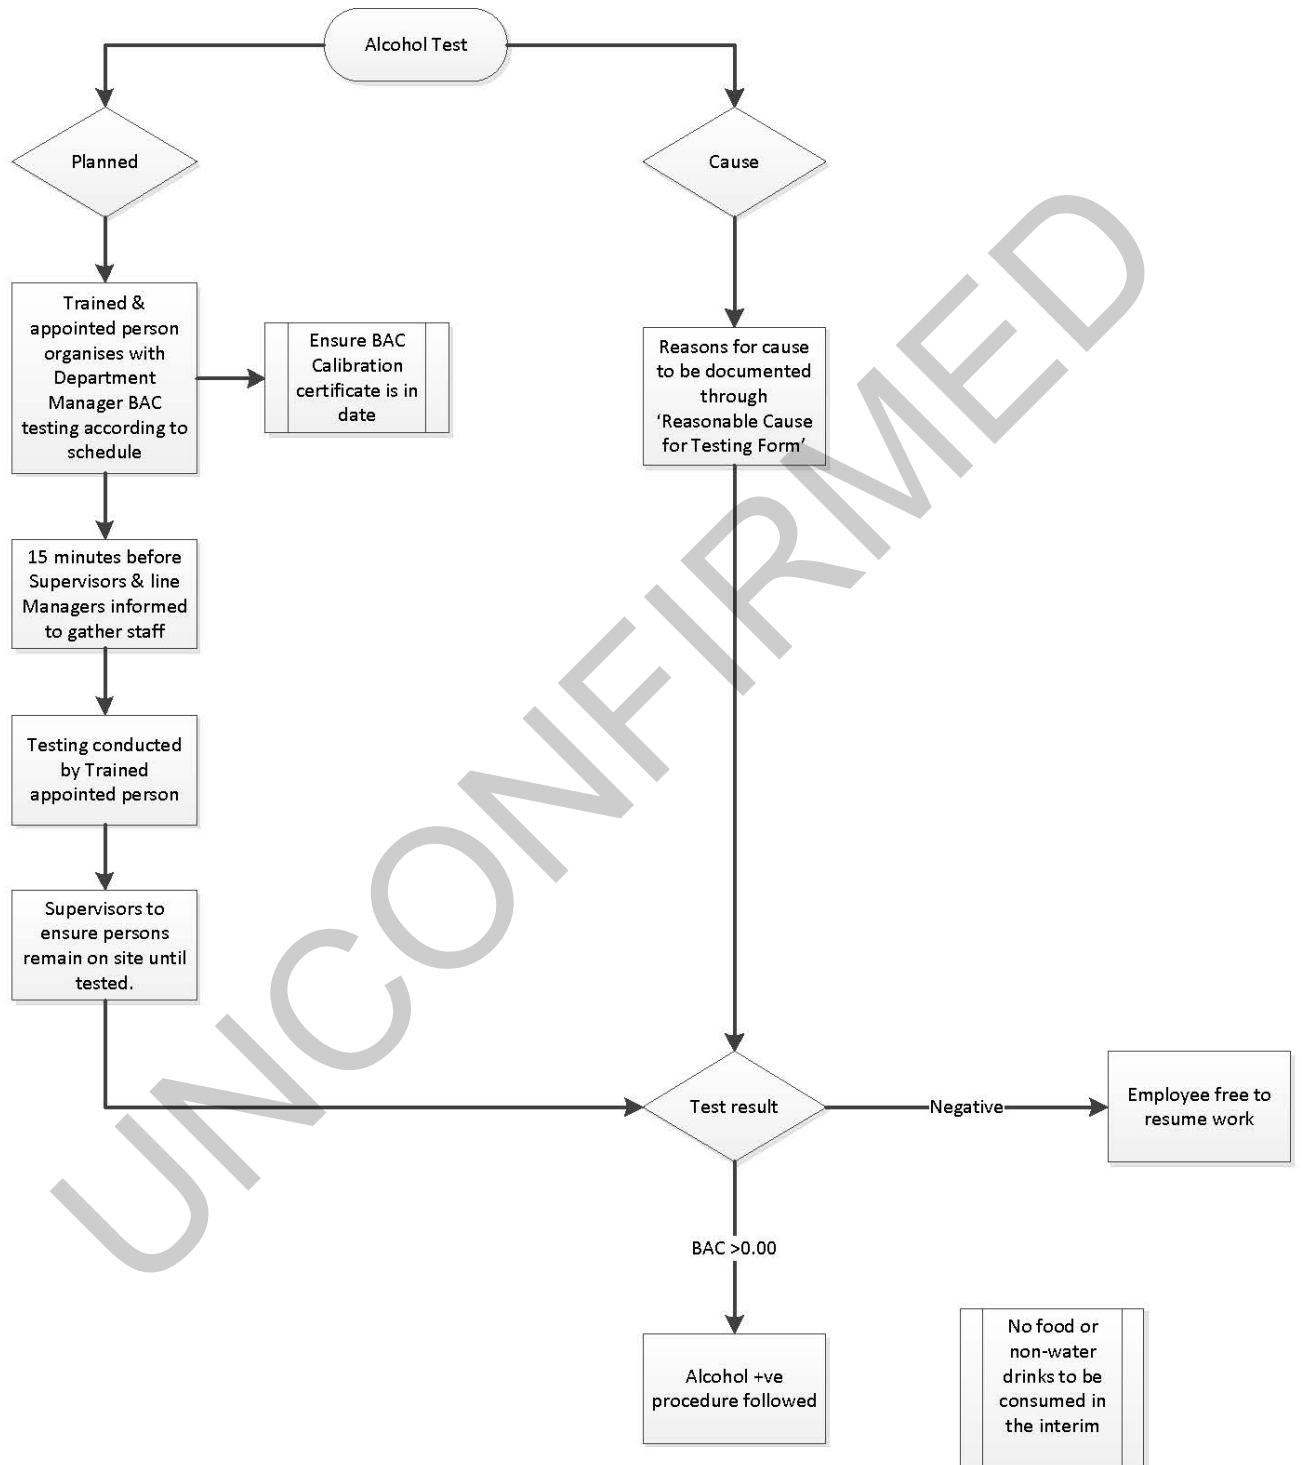 Alcohol Test
Planned
Cause
Trained &
appointed person
organises with
Department
Manager BAC
testing according to
schedule
Ensure BAC
Calibration
certificate is in
date
Reasons for cause
to be documented
through
‘Reasonable Cause
for Testing Form’
15 minutes before
Supervisors & line
Managers informed
to gather staff
Testing conducted
by Trained
appointed person
Supervisors to
ensure persons
remain on site until
tested.
Test result
Negative
Employee free to
resume work
BAC >0.00
Alcohol +ve
procedure followed
No food or
non-water
drinks to be
consumed in
the interim
UNCONFIRMED